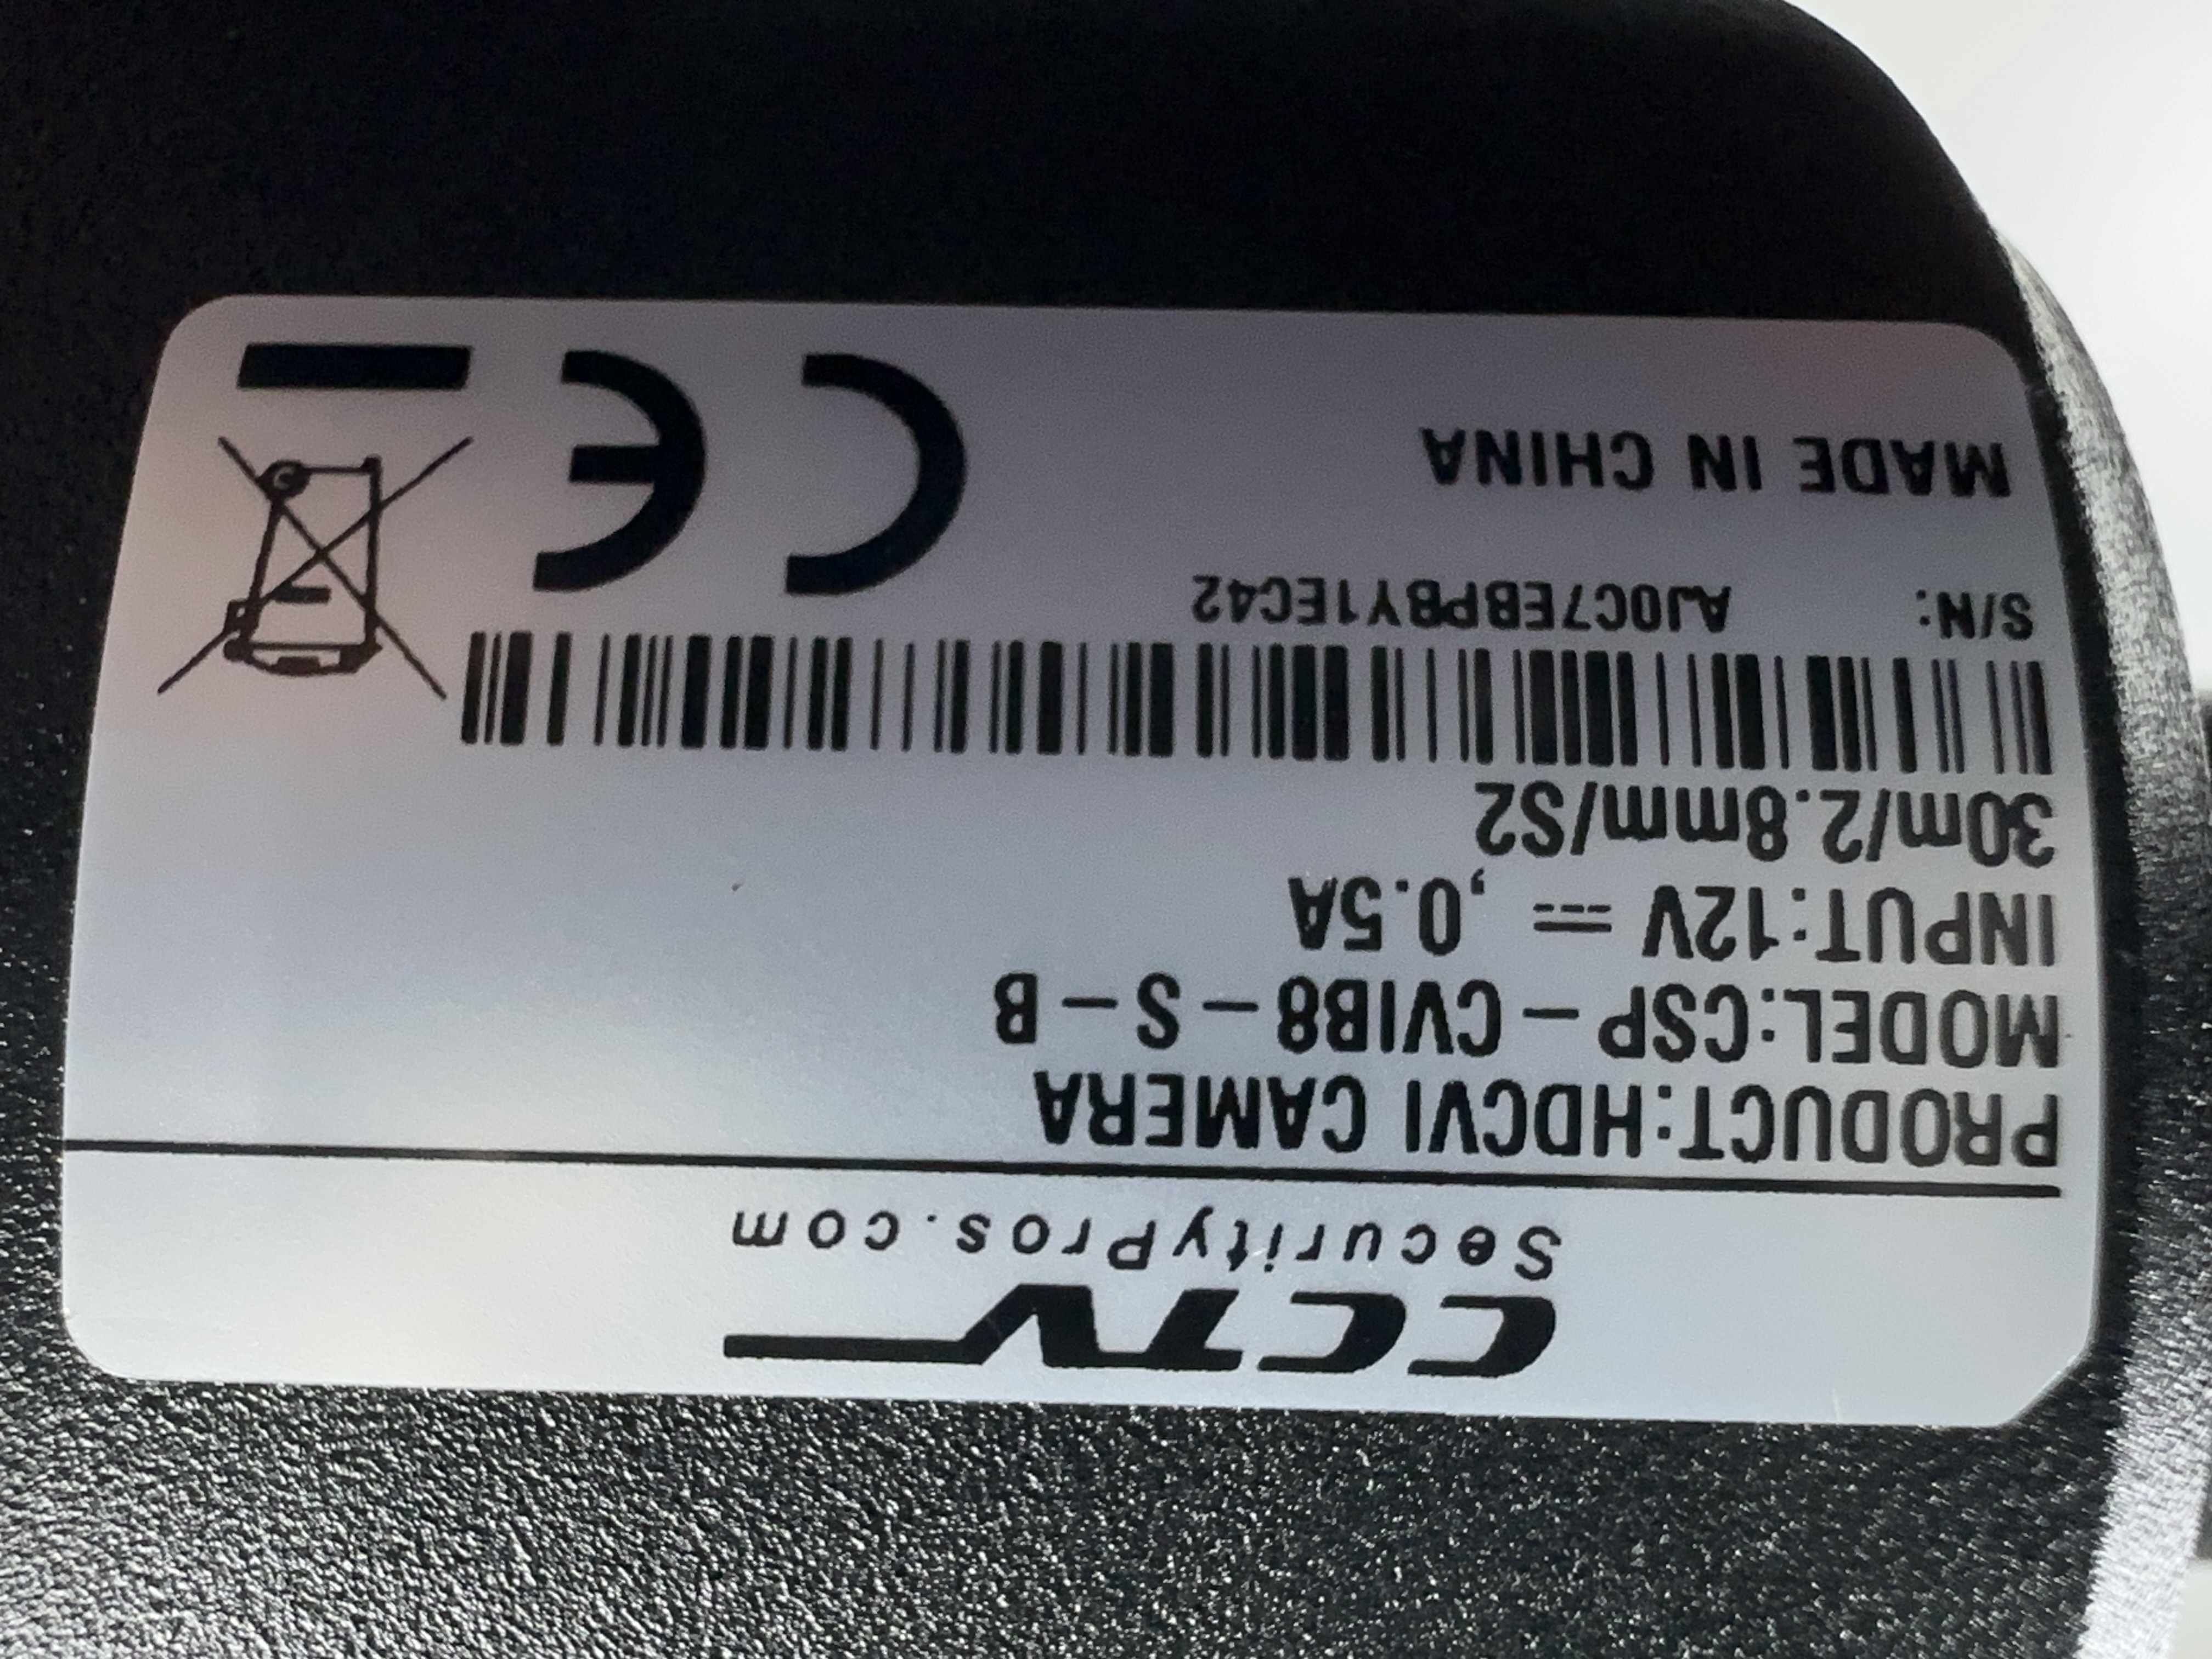 CCTV
SecurityPros.com
PRODUCT:HDCVI CAMERA
MODEL:CSP-CVIB8-S-B
INPUT:12V ⎓ ,0.5A
30m/2.8mm/S2
S/N: AJ0C7EBPBY1EC42
MADE IN CHINA
CE